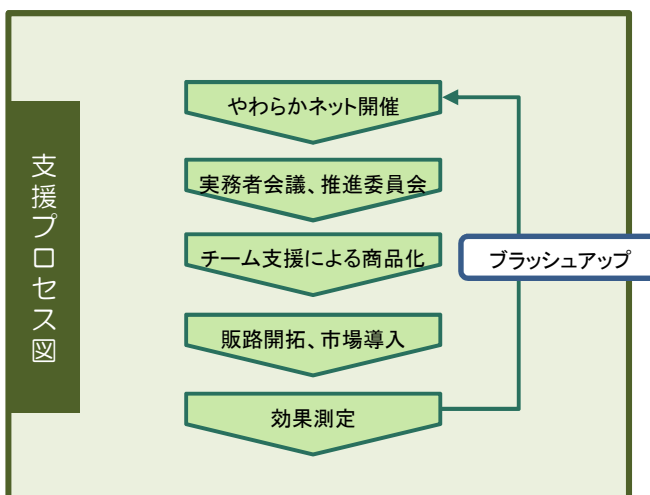 支援プロセス図
やわらかネット開催
実務者会議、推進委員会
チーム支援による商品化
ブラッシュアップ
販路開拓、市場導入
効果測定